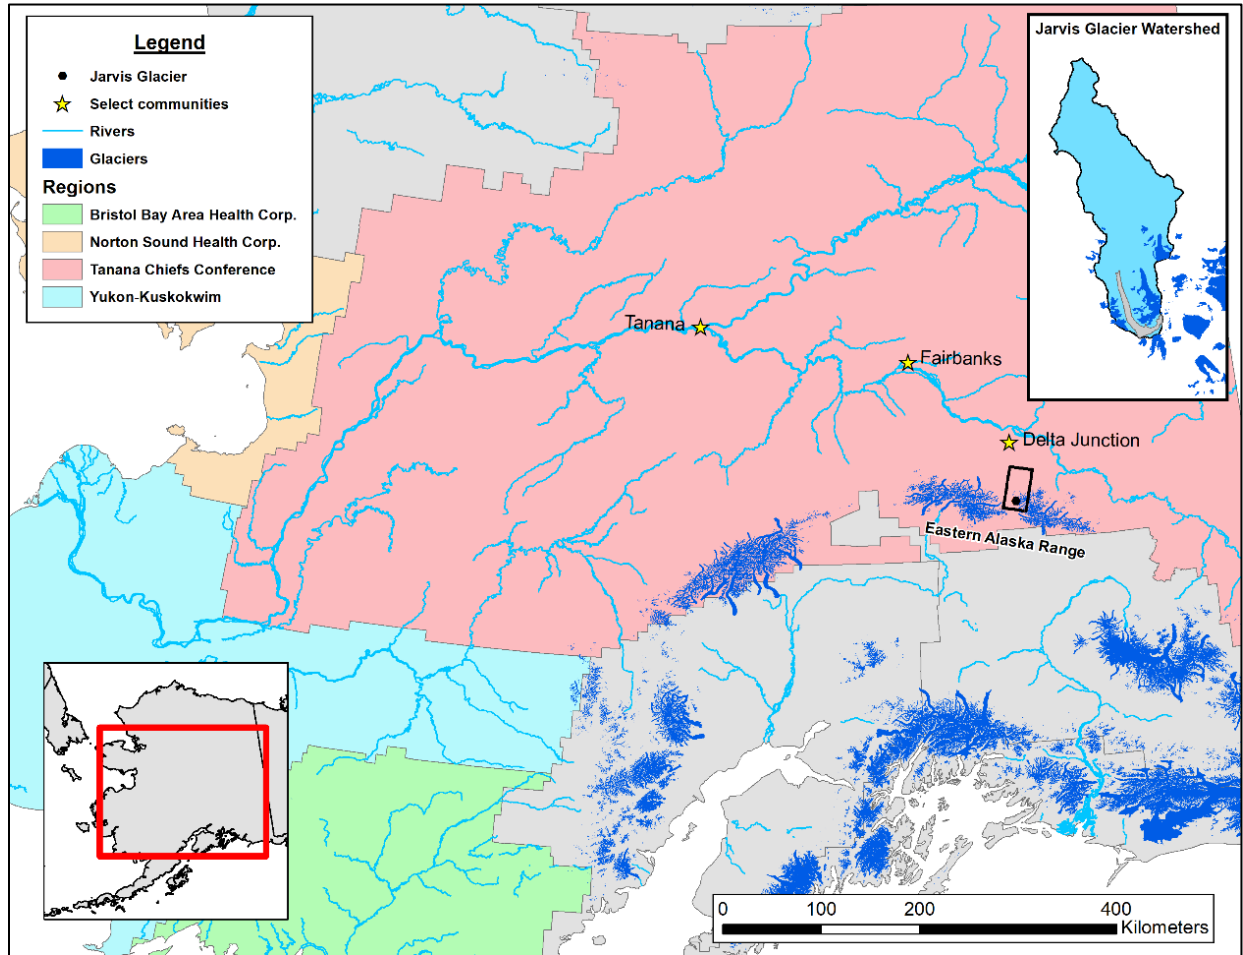 Legend
Jarvis Glacier
Select communities
Rivers
Glaciers
Regions
Bristol Bay Area Health Corp.
Norton Sound Health Corp.
Tanana Chiefs Conference
Yukon-Kuskokwim
Jarvis Glacier Watershed
Tanana
Fairbanks
Delta Junction
Eastern Alaska Range
0 100 200 400
Kilometers